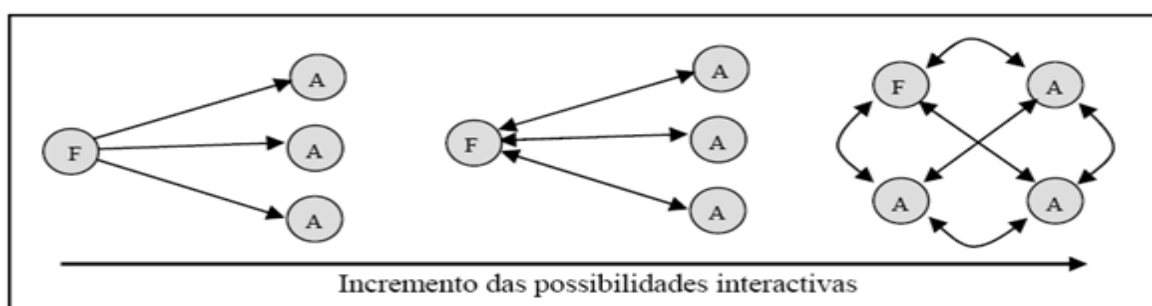 A A F A
F A F A
A A A A
Incremento das possibilidades interactivas